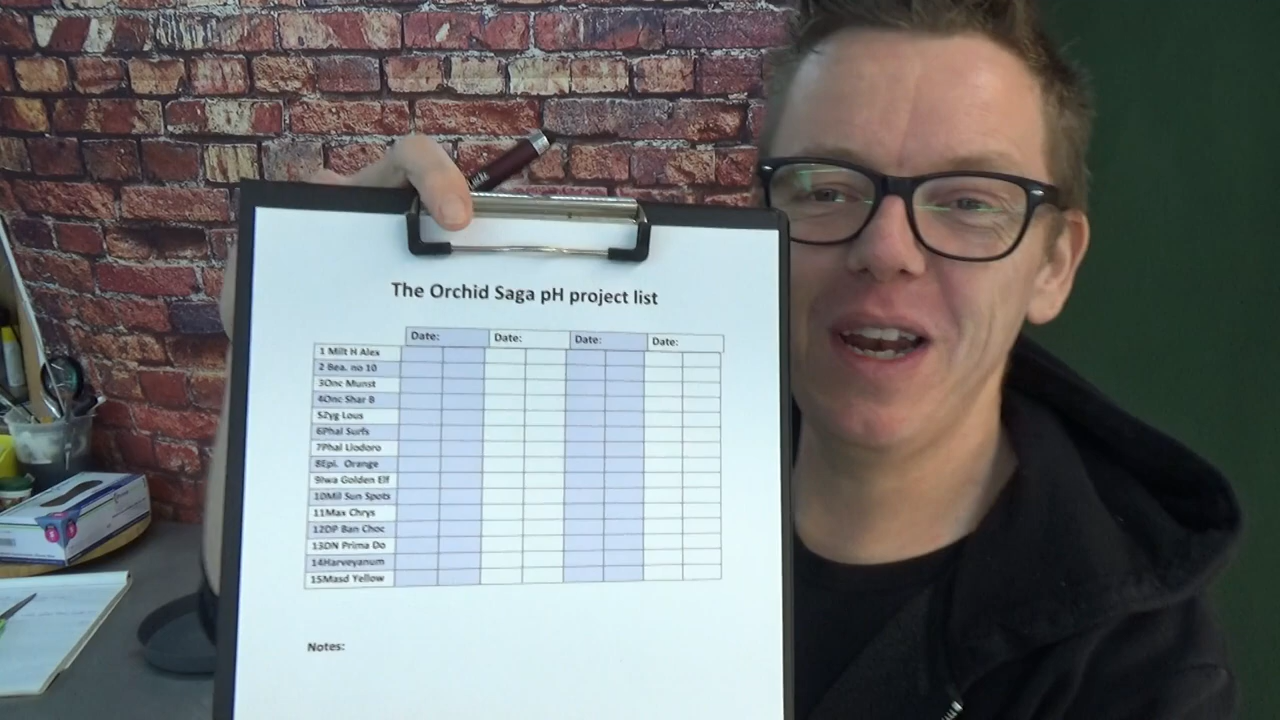 The Orchid Saga pH project list
Date: Date: Date: Date:
1 Milt H Alex
2 Bea. no 10
3Onc Munst
4Onc Shar B
5Zyg Lous
6Phal Surfs
7Phal Liodoro
8Epi. Orange
9Iwa Golden Elf
10Mil Sun Spots
11Max Chrys
12DP Ban Choc
13DN Prima Do
14Harveyanum
15Masd Yellow
Notes: